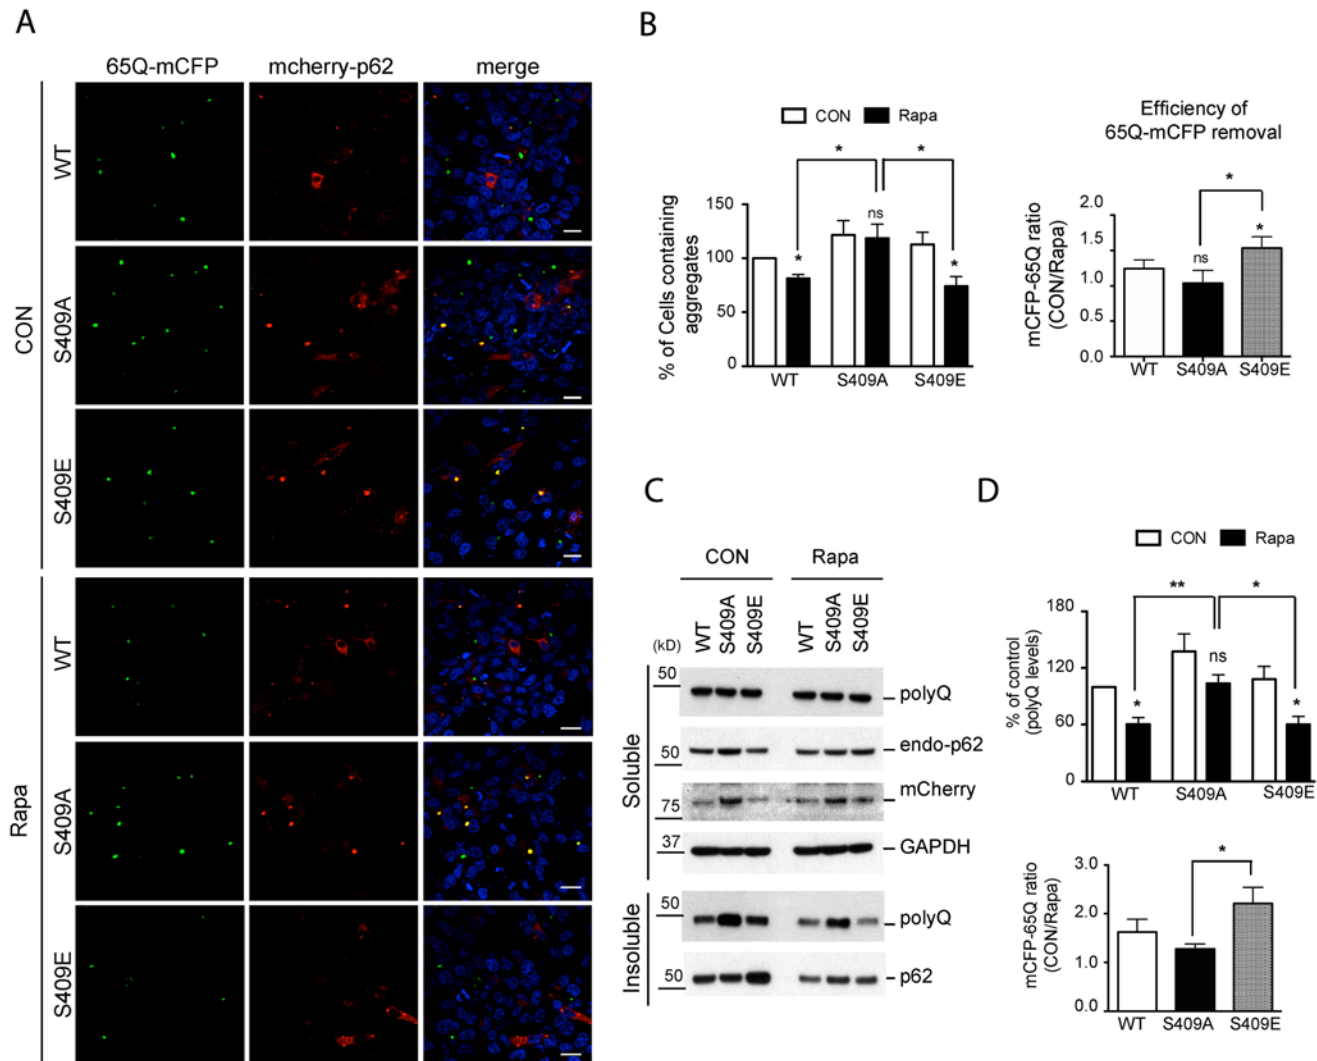 A
65Q-mCFP mcherry-p62 merge
CON
WT
S409A
S409E
Rapa
WT
S409A
S409E
B
CON Rapa
* *
% of Cells containing
aggregates
150
100
50
0
* ns *
WT S409A S409E
Efficiency of
65Q-mCFP removal
*
mCFP-65Q ratio
(CON/Rapa)
2.0
1.5
1.0
0.5
0.0
ns *
WT S409A S409E
C
CON Rapa
(kD) WT S409A S409E WT S409A S409E
Soluble
50 polyQ
50 endo-p62
75 mCherry
37 GAPDH
Insoluble
50 polyQ
50 p62
D
CON Rapa
** *
% of control
(polyQ levels)
180
120
60
0
* ns *
WT S409A S409E
*
mCFP-65Q ratio
(CON/Rapa)
3.0
2.0
1.0
0.0
WT S409A S409E